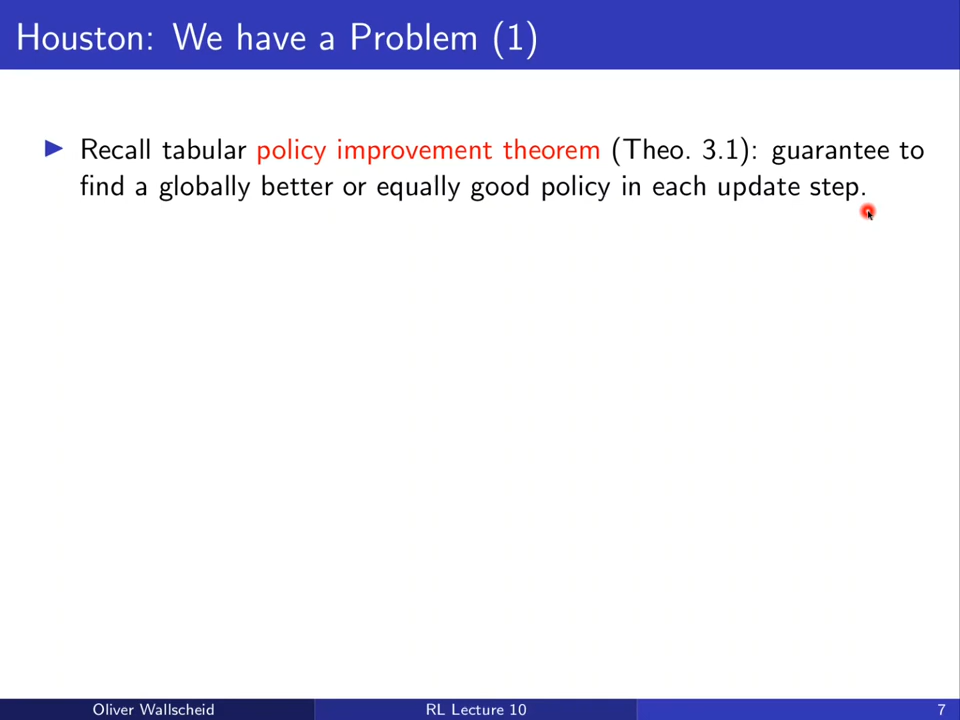 Houston: We have a Problem (1)
Recall tabular policy improvement theorem (Theo. 3.1): guarantee to
find a globally better or equally good policy in each update step.
Oliver Wallscheid
RL Lecture 10
7